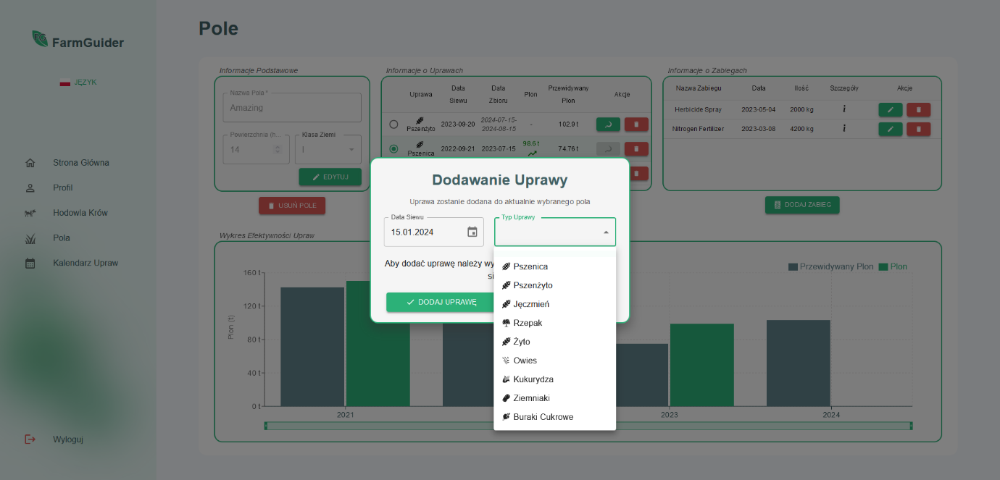 FarmGuider
JĘZYK
Strona Główna
Profil
Hodowla Krów
Pola
Kalendarz Upraw
Wyloguj
Pole
Informacje Podstawowe
Nazwa Pola *
Amazing
Powierzchnia (h...
14
Klasa Ziemi
I
EDYTUJ
USUŃ POLE
Informacje o Uprawach
Uprawa Data Siewu Data Zbioru Plon Przewidywany Plon Akcje
Pszenżyto 2023-09-20 2024-07-15- 2024-08-15 - 102.9 t
Pszenica 2022-09-21 2023-07-15 98.6 t 74.76 t
Informacje o Zabiegach
Nazwa Zabiegu Data Ilość Szczegóły Akcje
Herbicide Spray 2023-05-04 2000 kg i
Nitrogen Fertilizer 2023-03-08 4200 kg i
DODAJ ZABIEG
Dodawanie Uprawy
Uprawa zostanie dodana do aktualnie wybranego pola
Data Siewu
15.01.2024
Typ Uprawy
Aby dodać uprawę należy wy
si
DODAJ UPRAWĘ
Pszenica
Pszenżyto
Jęczmień
Rzepak
Żyto
Owies
Kukurydza
Ziemniaki
Buraki Cukrowe
Wykres Efektywności Upraw
Przewidywany Plon Plon
Plon (t)
160 t
120 t
80 t
40 t
0 t
2021
2023
2024